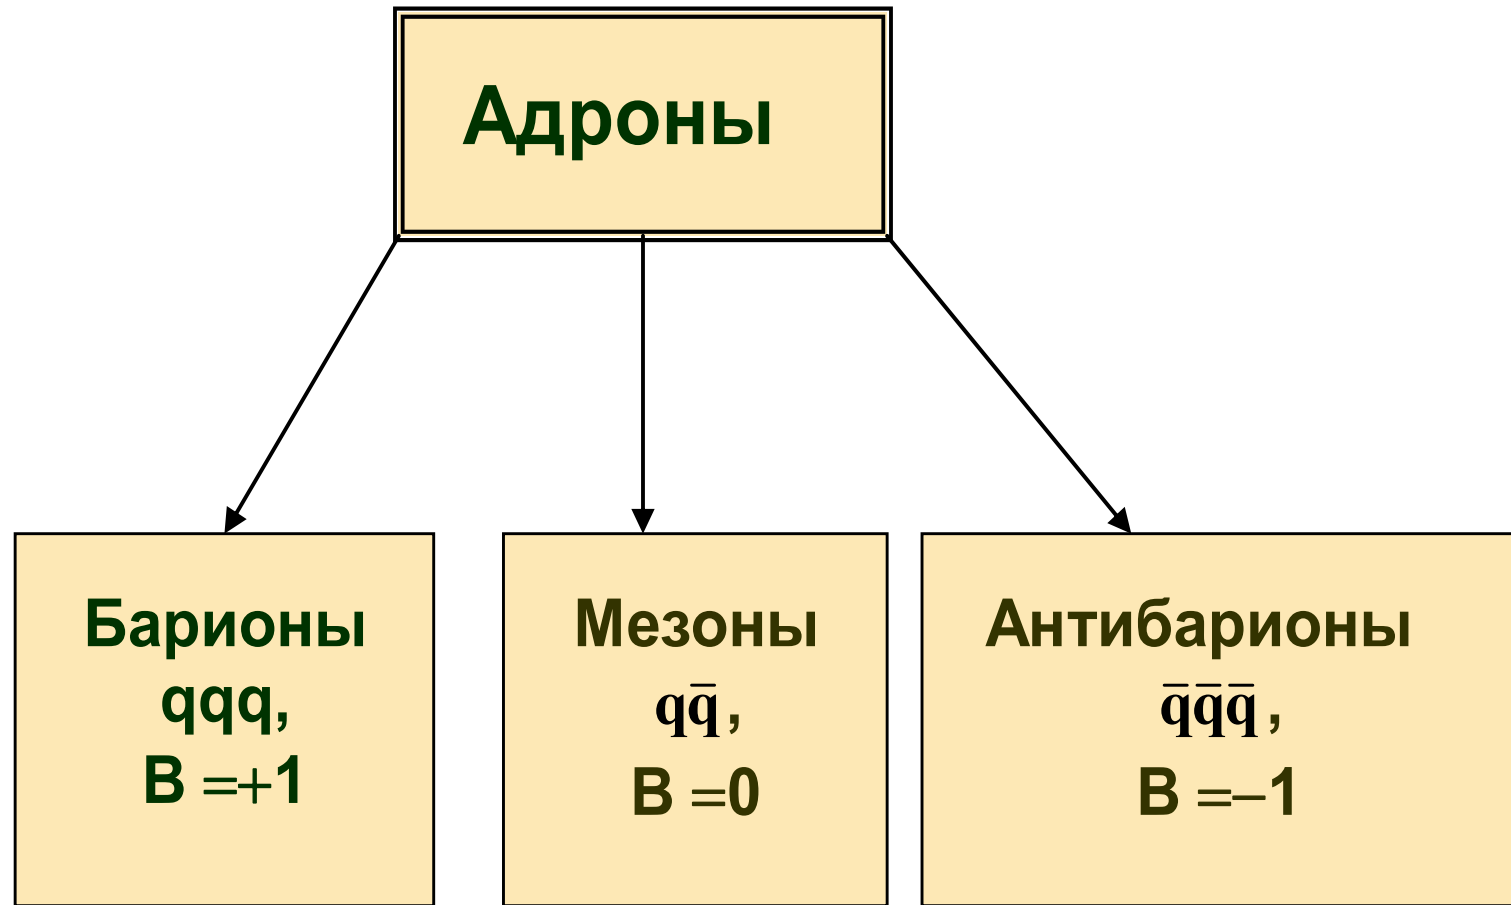 Адроны
Барионы
qqq,
B =+1
Мезоны
qq̅,
B =0
Антибарионы
q̅q̅q̅,
B =–1